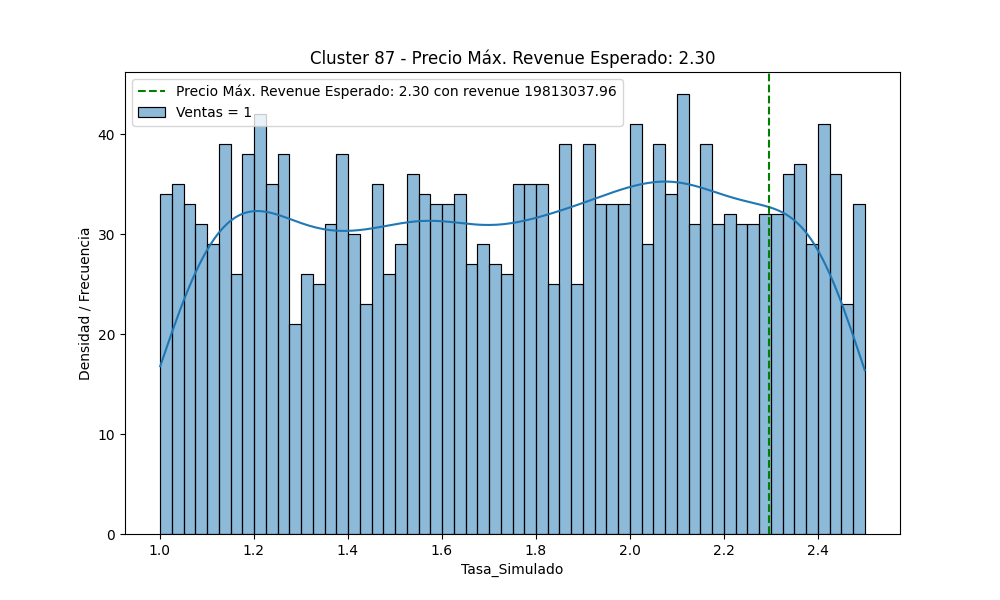 Cluster 87 - Precio Máx. Revenue Esperado: 2.30
Precio Máx. Revenue Esperado: 2.30 con revenue 19813037.96
Ventas = 1
Densidad / Frecuencia
40
30
20
10
0
1.0 1.2 1.4 1.6 1.8 2.0 2.2 2.4
Tasa_Simulado